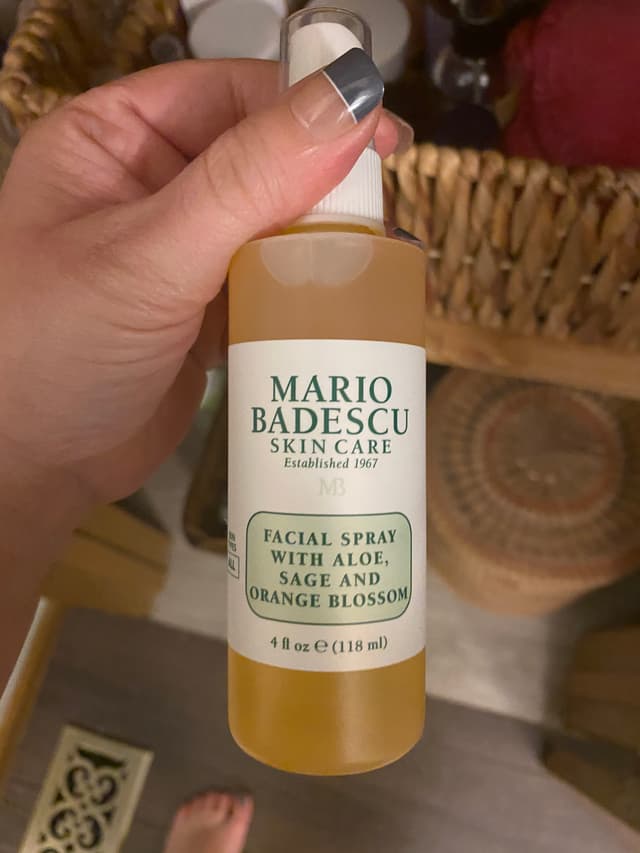 MARIO
BADESCU
SKIN CARE
Established 1967
MB
FACIAL SPRAY
WITH ALOE,
SAGE AND
ORANGE BLOSSOM
4 fl oz ℮ (118 ml)
ALL